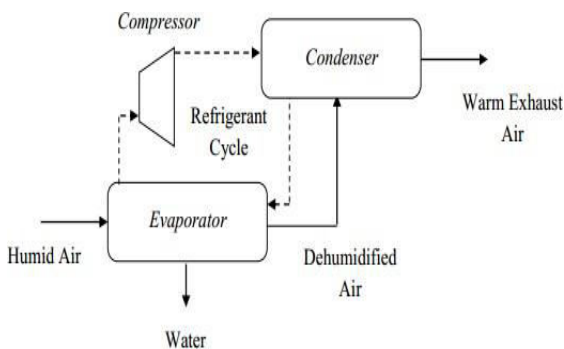 Compressor
Condenser
Refrigerant
Cycle
Warm Exhaust
Air
Evaporator
Humid Air
Dehumidified
Air
Water